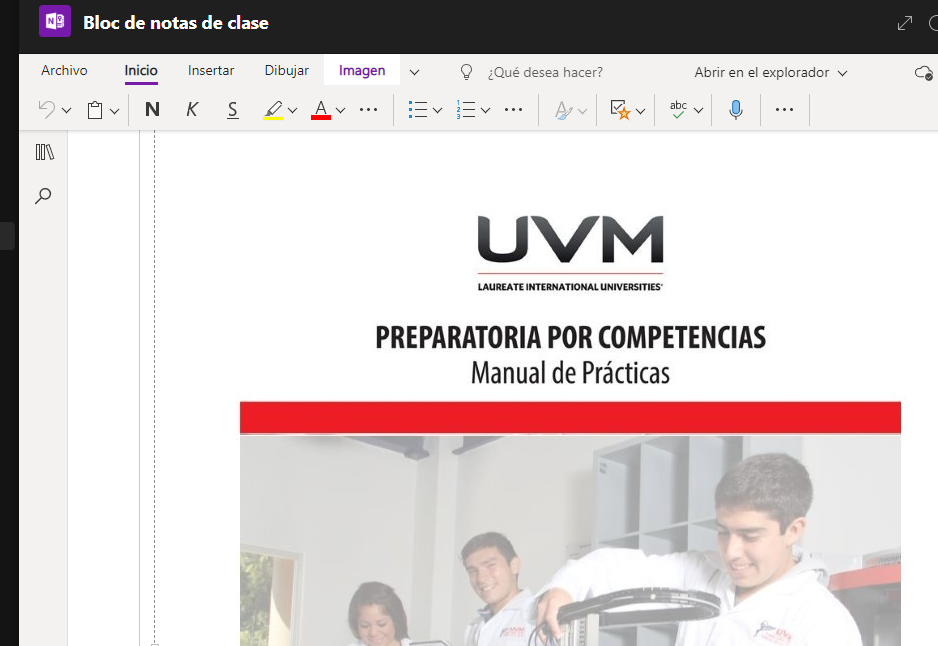 Bloc de notas de clase
Archivo Inicio Insertar Dibujar Imagen ¿Qué desea hacer? Abrir en el explorador
N K S A abc
UVM
LAUREATE INTERNATIONAL UNIVERSITIES
PREPARATORIA POR COMPETENCIAS
Manual de Prácticas